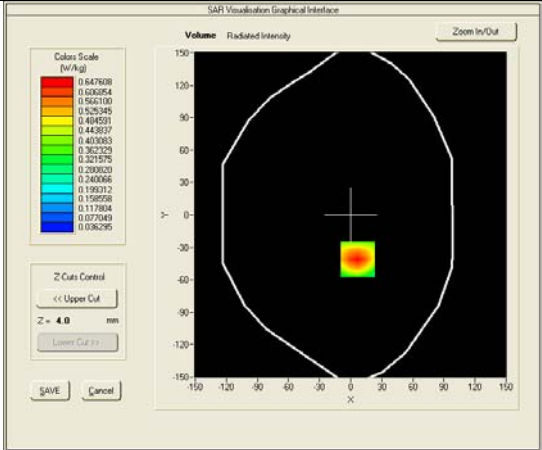 SAR Visualisation Graphical Interface
Volume Radiated Intensity
Zoom In/Out
Colors Scale
(W/kg)
0.647608
0.606854
0.566100
0.525345
0.484591
0.443837
0.403083
0.362329
0.321575
0.280820
0.240066
0.199312
0.158558
0.117804
0.077049
0.036295
Z Cuts Control
<< Upper Cut
Z = 4.0 mm
Lower Cut >>
SAVE Cancel
150
120
90
60
30
0
-30
-60
-90
-120
-150
Y
-150 -120 -90 -60 -30 0 30 60 90 120 150
X